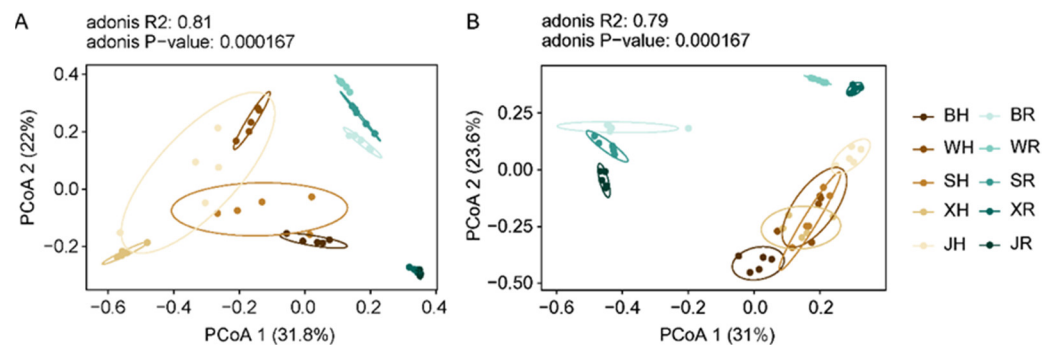 A
adonis R2: 0.81
adonis P-value: 0.000167
0.4
0.2
0.0
−0.2
PCoA 2 (22%)
−0.6
−0.4
−0.2
0.0
0.2
0.4
PCoA 1 (31.8%)
B
adonis R2: 0.79
adonis P-value: 0.000167
0.25
0.00
−0.25
−0.50
PCoA 2 (23.6%)
−0.6
−0.4
−0.2
0.0
0.2
PCoA 1 (31%)
BH BR
WH WR
SH SR
XH XR
JH JR